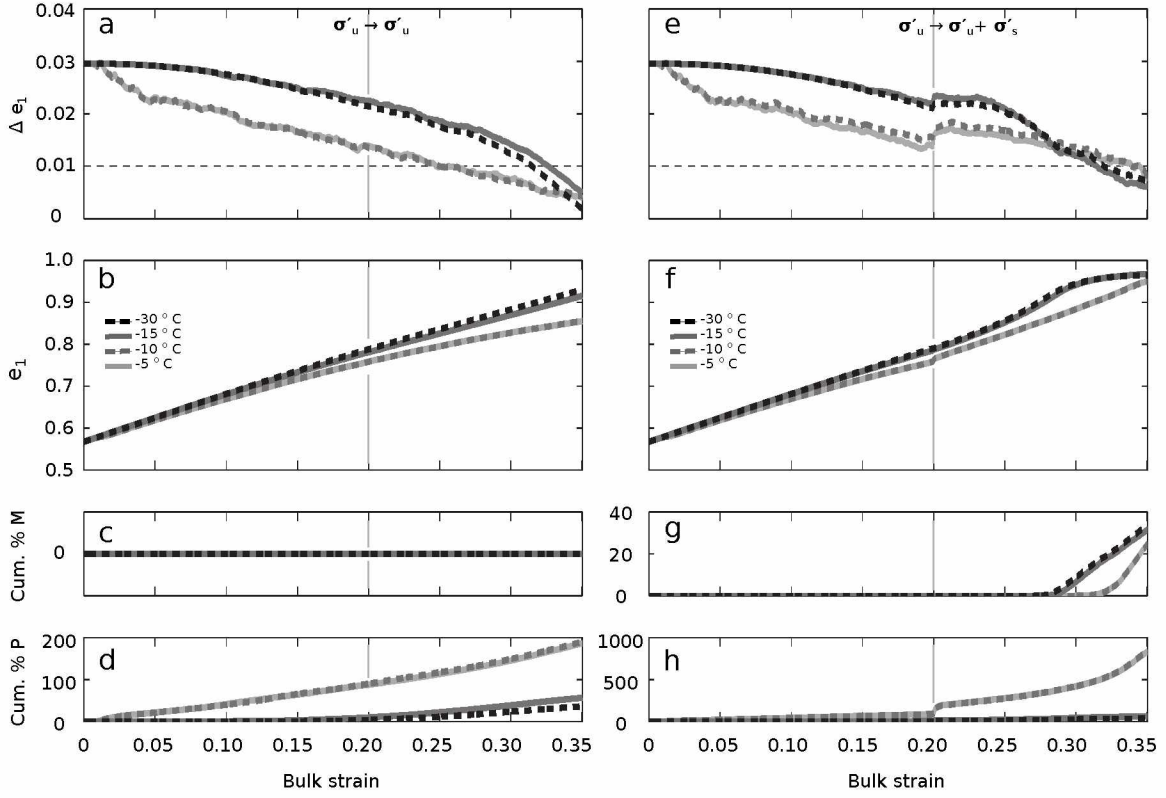 a
σ′u → σ′u
0.04
0.03
0.02
0.01
0
Δ e1
e
σ′u → σ′u + σ′s
b
1.0
0.9
0.8
0.7
0.6
0.5
e1
-30 ° C
-15 ° C
-10 ° C
-5 ° C
f
-30 ° C
-15 ° C
-10 ° C
-5 ° C
c
0
Cum. % M
g
40
20
0
d
200
100
0
Cum. % P
h
1000
500
0
0 0.05 0.10 0.15 0.20 0.25 0.30 0.35
0 0.05 0.10 0.15 0.20 0.25 0.30 0.35
Bulk strain
Bulk strain